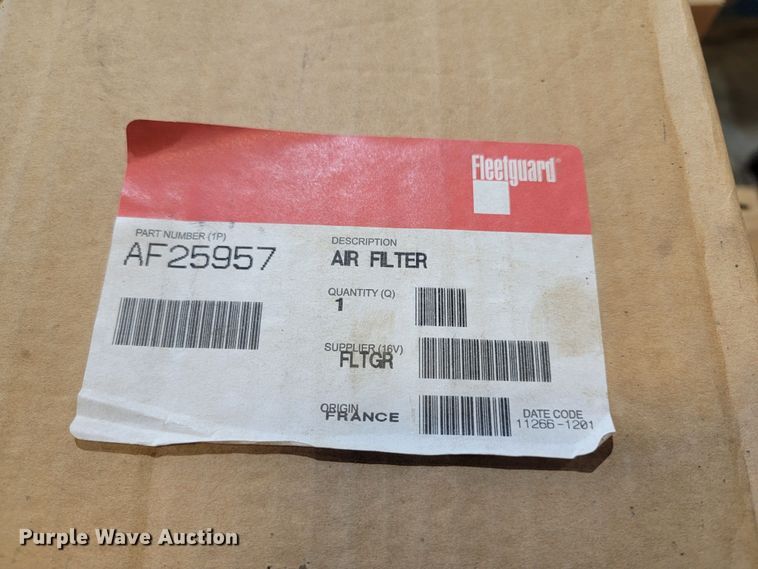 Fleetguard®
PART NUMBER (1P)
AF25957
DESCRIPTION
AIR FILTER
QUANTITY (Q)
1
SUPPLIER (16V)
FLTGR
ORIGIN
FRANCE
DATE CODE
11266-1201
Purple Wave Auction